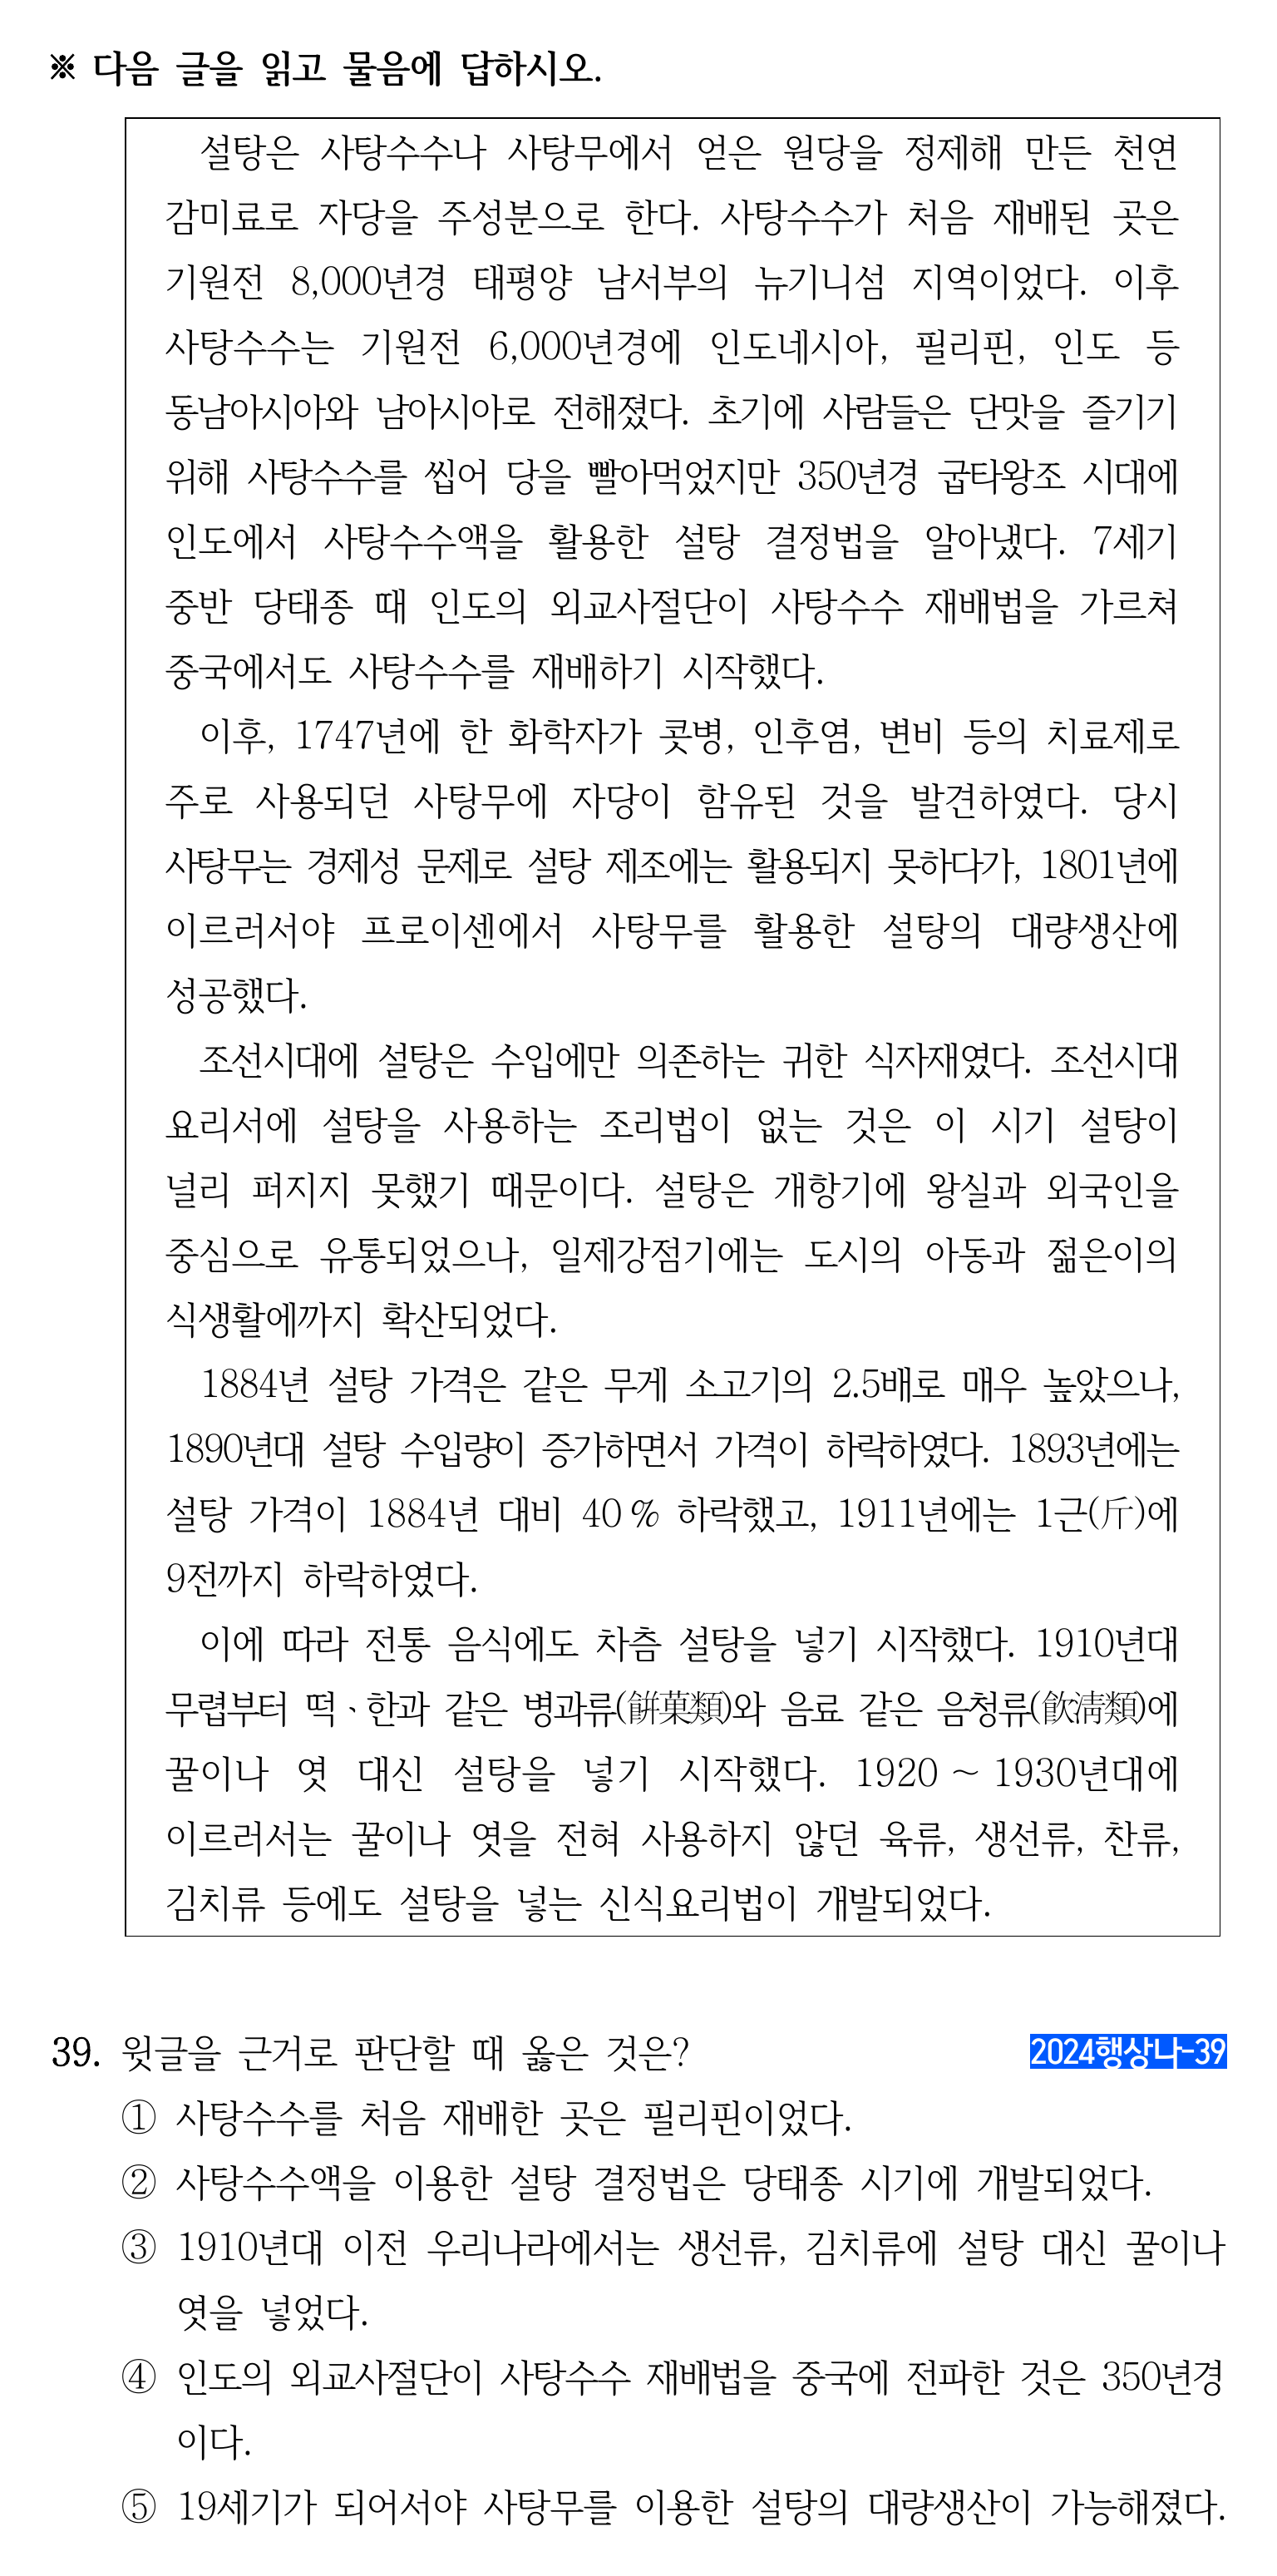 ※ 다음 글을 읽고 물음에 답하시오.
설탕은 사탕수수나 사탕무에서 얻은 원당을 정제해 만든 천연
감미료로 자당을 주성분으로 한다. 사탕수수가 처음 재배된 곳은
기원전 8,000년경 태평양 남서부의 뉴기니섬 지역이었다. 이후
사탕수수는 기원전 6,000년경에 인도네시아, 필리핀, 인도 등
동남아시아와 남아시아로 전해졌다. 초기에 사람들은 단맛을 즐기기
위해 사탕수수를 씹어 당을 빨아먹었지만 350년경 굽타왕조 시대에
인도에서 사탕수수액을 활용한 설탕 결정법을 알아냈다. 7세기
중반 당태종 때 인도의 외교사절단이 사탕수수 재배법을 가르쳐
중국에서도 사탕수수를 재배하기 시작했다.
이후, 1747년에 한 화학자가 콧병, 인후염, 변비 등의 치료제로
주로 사용되던 사탕무에 자당이 함유된 것을 발견하였다. 당시
사탕무는 경제성 문제로 설탕 제조에는 활용되지 못하다가, 1801년에
이르러서야 프로이센에서 사탕무를 활용한 설탕의 대량생산에
성공했다.
조선시대에 설탕은 수입에만 의존하는 귀한 식자재였다. 조선시대
요리서에 설탕을 사용하는 조리법이 없는 것은 이 시기 설탕이
널리 퍼지지 못했기 때문이다. 설탕은 개항기에 왕실과 외국인을
중심으로 유통되었으나, 일제강점기에는 도시의 아동과 젊은이의
식생활에까지 확산되었다.
1884년 설탕 가격은 같은 무게 소고기의 2.5배로 매우 높았으나,
1890년대 설탕 수입량이 증가하면서 가격이 하락하였다. 1893년에는
설탕 가격이 1884년 대비 40 % 하락했고, 1911년에는 1근(斤)에
9전까지 하락하였다.
이에 따라 전통 음식에도 차츰 설탕을 넣기 시작했다. 1910년대
무렵부터 떡ㆍ한과 같은 병과류(餠菓類)와 음료 같은 음청류(飮淸類)에
꿀이나 엿 대신 설탕을 넣기 시작했다. 1920 ~ 1930년대에
이르러서는 꿀이나 엿을 전혀 사용하지 않던 육류, 생선류, 찬류,
김치류 등에도 설탕을 넣는 신식요리법이 개발되었다.
39. 윗글을 근거로 판단할 때 옳은 것은? 2024행상나-39
① 사탕수수를 처음 재배한 곳은 필리핀이었다.
② 사탕수수액을 이용한 설탕 결정법은 당태종 시기에 개발되었다.
③ 1910년대 이전 우리나라에서는 생선류, 김치류에 설탕 대신 꿀이나
엿을 넣었다.
④ 인도의 외교사절단이 사탕수수 재배법을 중국에 전파한 것은 350년경
이다.
⑤ 19세기가 되어서야 사탕무를 이용한 설탕의 대량생산이 가능해졌다.